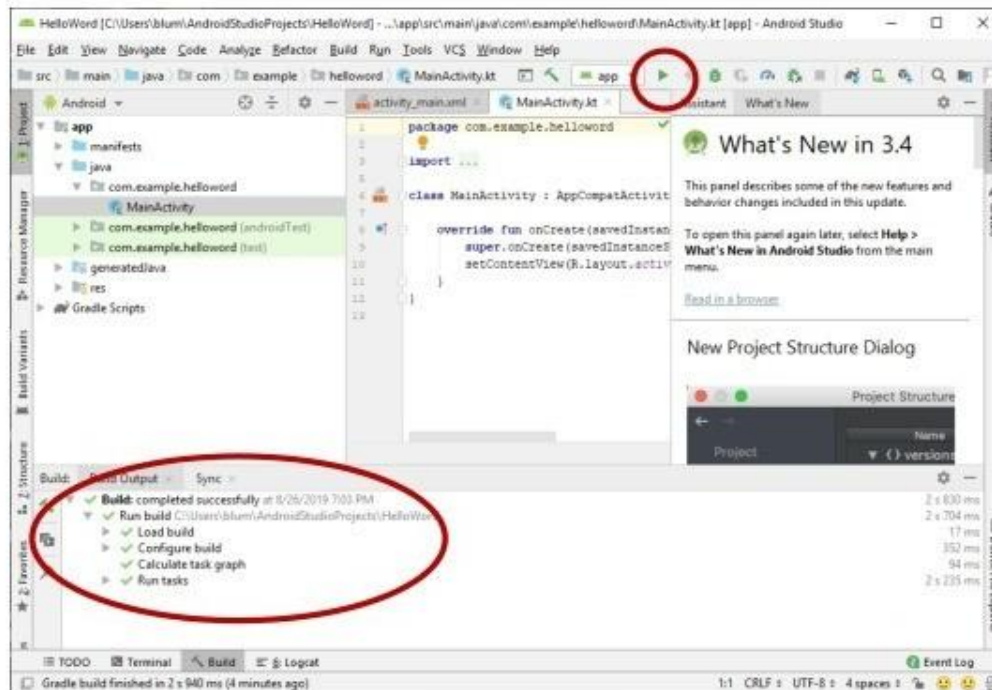 HelloWord [C:\Users\blum\AndroidStudioProjects\HelloWord] - ...\app\src\main\java\com\example\helloword\MainActivity.kt [app] - Android Studio
File Edit View Navigate Code Analyze Refactor Build Run Tools VCS Window Help
src main java com example helloword MainActivity.kt app
1: Project
Resource Manager
Build Variants
2: Structure
2: Favorites
Android
app
manifests
java
com.example.helloword
MainActivity
com.example.helloword (androidTest)
com.example.helloword (test)
generatedJava
res
Gradle Scripts
activity_main.xml MainActivity.kt
package com.example.helloword
import ...
class MainActivity : AppCompatActivit
override fun onCreate(savedInstan
super.onCreate(savedInstanceS
setContentView(R.layout.activ
}
}
sistant What's New
What's New in 3.4
This panel describes some of the new features and
behavior changes included in this update.
To open this panel again later, select Help >
What's New in Android Studio from the main
menu.
Read in a browser
New Project Structure Dialog
Project Structure
Name
Project
{} versions
Build: Build Output Sync
Build: completed successfully at 8/26/2019 7:03 PM 2 s 830 ms
Run build C:\Users\blum\AndroidStudioProjects\HelloWor 2 s 704 ms
Load build 17 ms
Configure build 352 ms
Calculate task graph 94 ms
Run tasks 2 s 235 ms
TODO Terminal Build 6: Logcat Event Log
Gradle build finished in 2 s 940 ms (4 minutes ago) 1:1 CRLF UTF-8 4 spaces